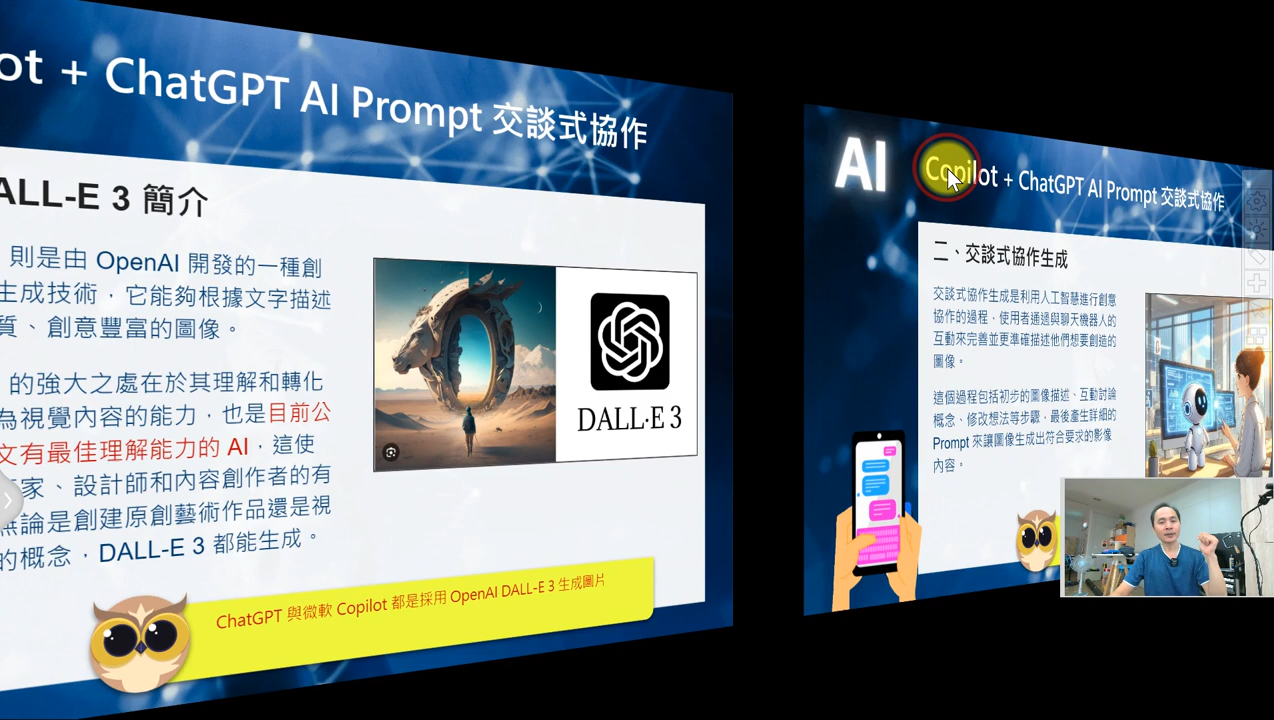 ot + ChatGPT AI Prompt 交談式協作
ALL-E 3 簡介
則是由 OpenAI 開發的一種創
生成技術，它能夠根據文字描述
質、創意豐富的圖像。
的強大之處在於其理解和轉化
為視覺內容的能力，也是目前公
文有最佳理解能力的 AI，這使
家、設計師和內容創作者的有
無論是創建原創藝術作品還是視
的概念，DALL-E 3 都能生成。
DALL·E 3
ChatGPT 與微軟 Copilot 都是採用 OpenAI DALL-E 3 生成圖片
AI
Copilot + ChatGPT AI Prompt 交談式協作
二、交談式協作生成
交談式協作生成是利用人工智慧進行創意
協作的過程，使用者通過與聊天機器人的
互動來完善並更準確描述他們想要創造的
圖像。
這個過程包括初步的圖像描述、互動討論
概念、修改想法等步驟，最後產生詳細的
Prompt 來讓圖像生成出符合要求的影像
內容。